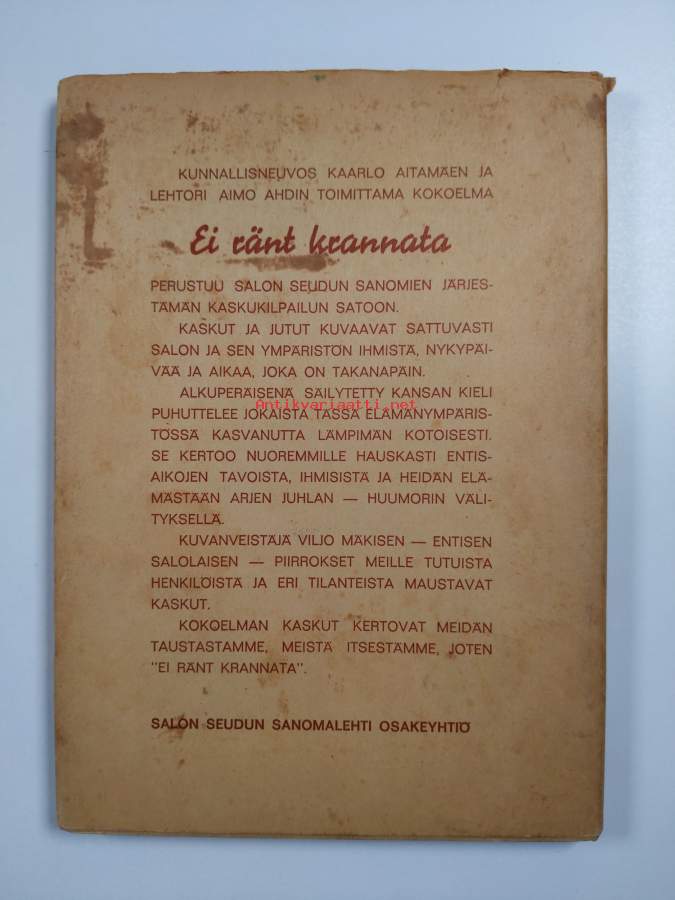 KUNNALLISNEUVOS KAARLO AITAMÄEN JA
LEHTORI AIMO AHDIN TOIMITTAMA KOKOELMA
Ei ränt krannata
PERUSTUU SALON SEUDUN SANOMIEN JÄRJES-
TÄMÄN KASKUKILPAILUN SATOON.
KASKUT JA JUTUT KUVAAVAT SATTUVASTI
SALON JA SEN YMPÄRISTÖN IHMISTÄ, NYKYPÄI-
VÄÄ JA AIKAA, JOKA ON TAKANAPÄIN.
ALKUPERÄISENÄ SÄILYTETTY KANSAN KIELI
Antikvariaatti.net
PUHUTTELEE JOKAISTA TÄSSÄ ELÄMÄNYMPÄRIS-
TÖSSÄ KASVANUTTA LÄMPIMÄN KOTOISESTI.
SE KERTOO NUOREMMILLE HAUSKASTI ENTIS-
AIKOJEN TAVOISTA, IHMISISTÄ JA HEIDÄN ELÄ-
MÄSTÄÄN ARJEN JUHLAN — HUUMORIN VÄLI-
TYKSELLÄ.
KUVANVEISTÄJÄ VILJO MÄKISEN — ENTISEN
SALOLAISEN — PIIRROKSET MEILLE TUTUISTA
HENKILÖISTÄ JA ERI TILANTEISTA MAUSTAVAT
KASKUT.
KOKOELMAN KASKUT KERTOVAT MEIDÄN
TAUSTASTAMME, MEISTÄ ITSESTÄMME, JOTEN
"EI RÄNT KRANNATA".
SALON SEUDUN SANOMALEHTI OSAKEYHTIÖ